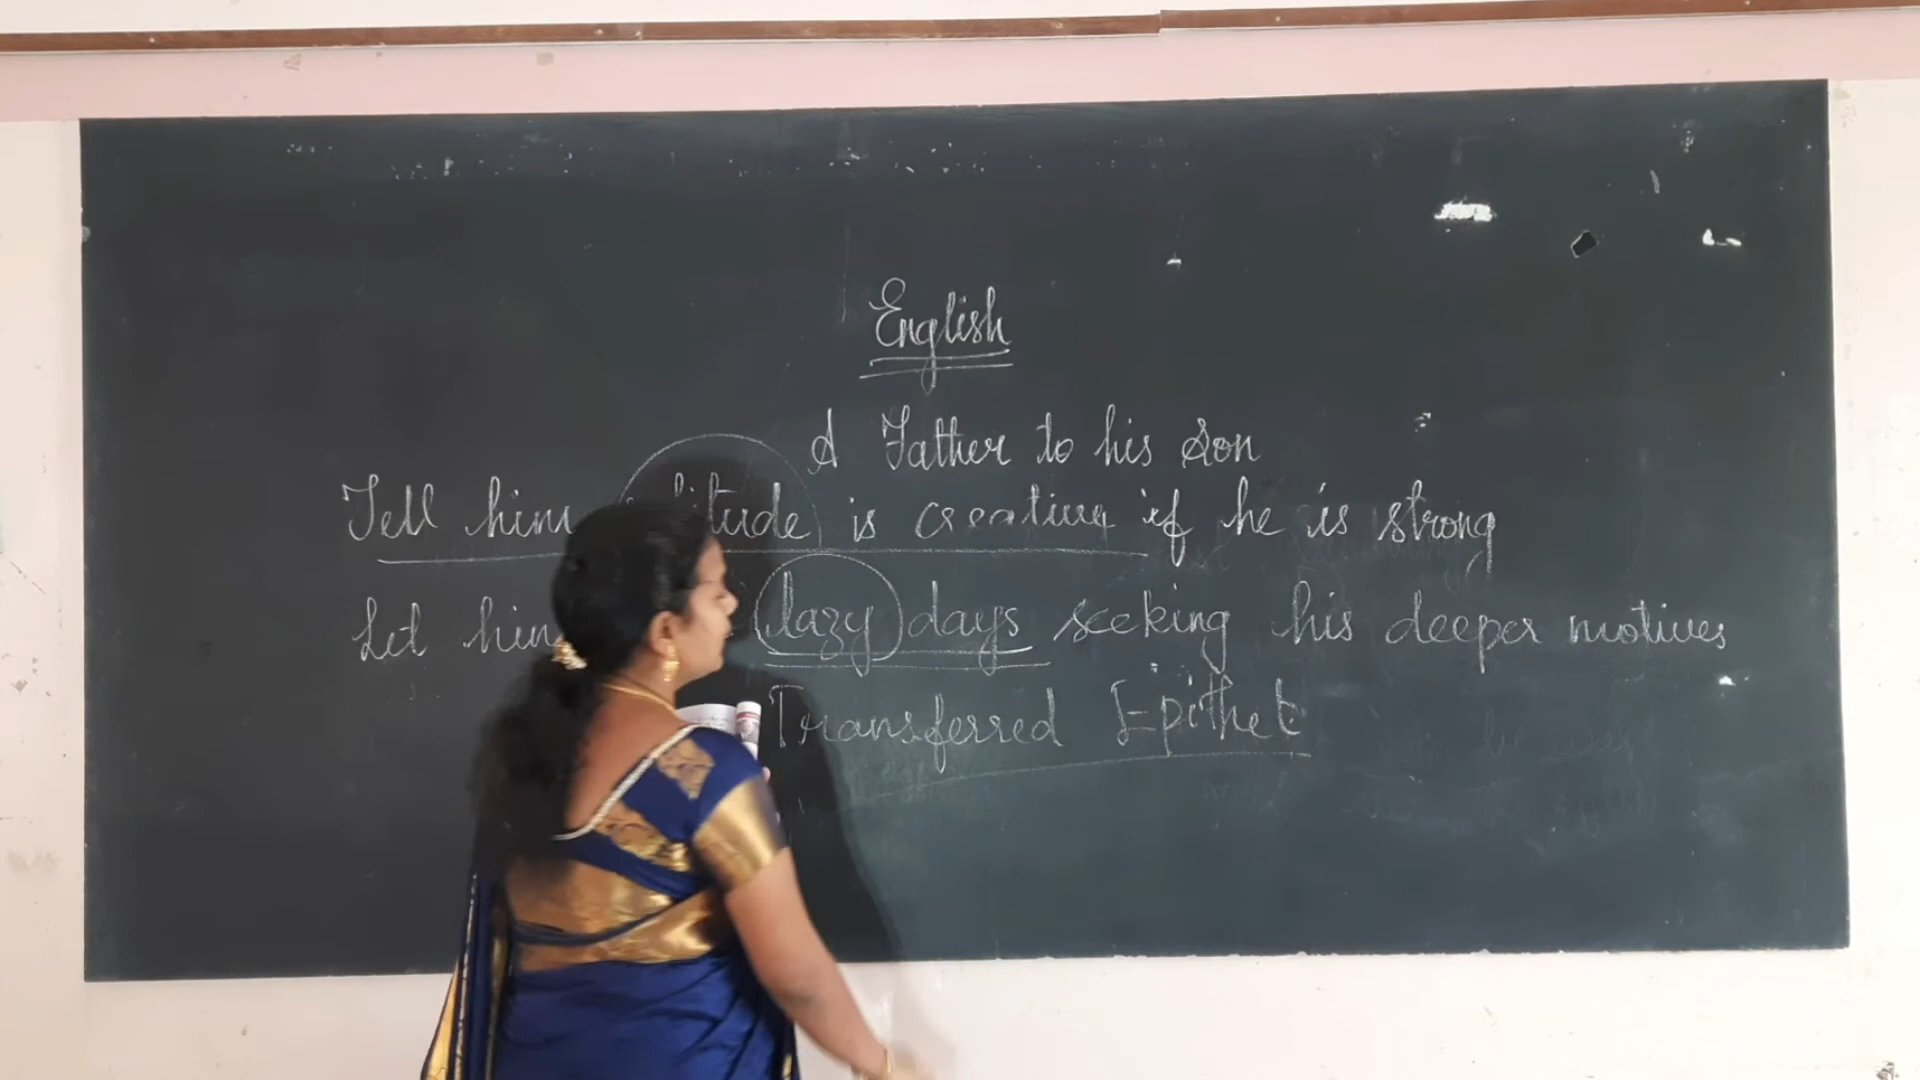 English
A Father to his Son
Tell him litude is creative if he is strong
Let him lazy days seeking his deeper motives
Transferred Epithet